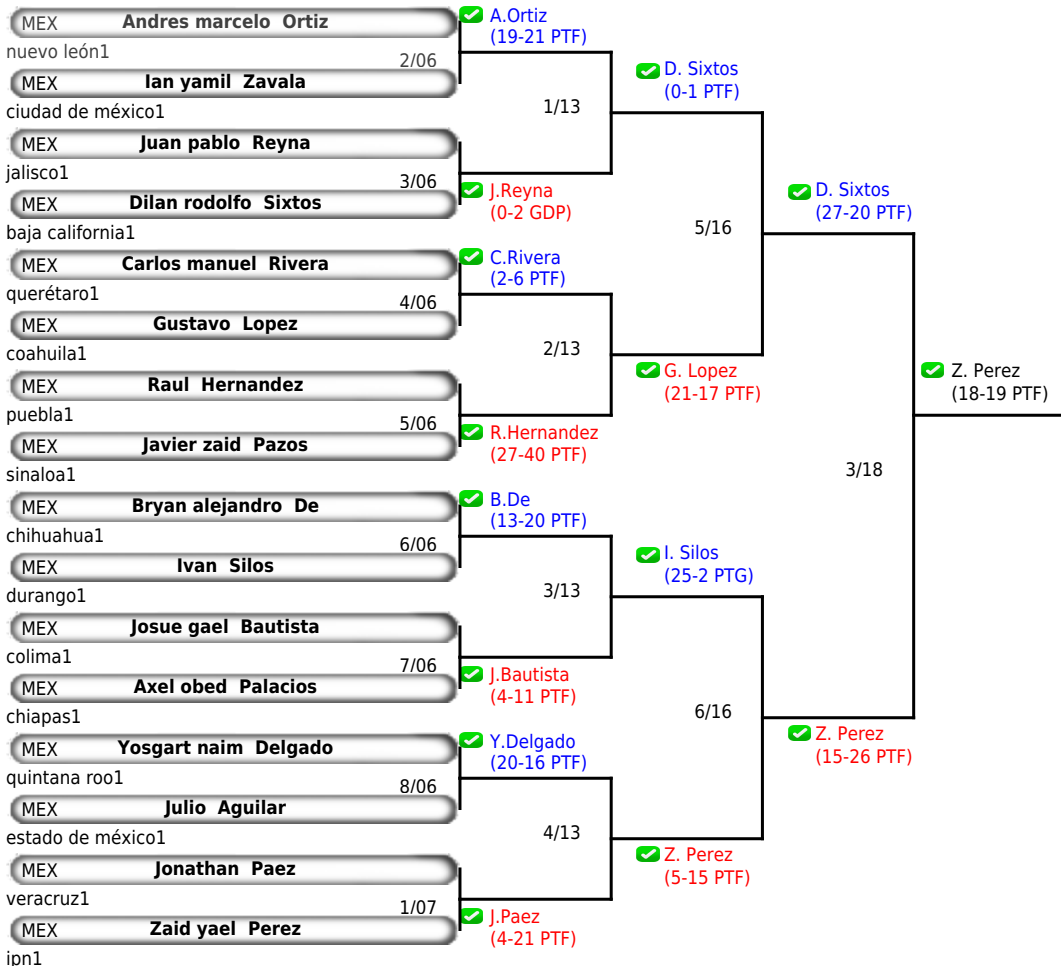 MEX Andres marcelo Ortiz
nuevo león1
2/06
MEX Ian yamil Zavala
ciudad de méxico1
MEX Juan pablo Reyna
jalisco1
3/06
MEX Dilan rodolfo Sixtos
baja california1
MEX Carlos manuel Rivera
querétaro1
4/06
MEX Gustavo Lopez
coahuila1
MEX Raul Hernandez
puebla1
5/06
MEX Javier zaid Pazos
sinaloa1
MEX Bryan alejandro De
chihuahua1
6/06
MEX Ivan Silos
durango1
MEX Josue gael Bautista
colima1
7/06
MEX Axel obed Palacios
chiapas1
MEX Yosgart naim Delgado
quintana roo1
8/06
MEX Julio Aguilar
estado de méxico1
MEX Jonathan Paez
veracruz1
1/07
MEX Zaid yael Perez
ipn1
A.Ortiz
(19-21 PTF)
1/13
J.Reyna
(0-2 GDP)
C.Rivera
(2-6 PTF)
2/13
R.Hernandez
(27-40 PTF)
B.De
(13-20 PTF)
3/13
J.Bautista
(4-11 PTF)
Y.Delgado
(20-16 PTF)
4/13
J.Paez
(4-21 PTF)
D. Sixtos
(0-1 PTF)
5/16
G. Lopez
(21-17 PTF)
I. Silos
(25-2 PTG)
6/16
Z. Perez
(5-15 PTF)
D. Sixtos
(27-20 PTF)
3/18
Z. Perez
(15-26 PTF)
Z. Perez
(18-19 PTF)